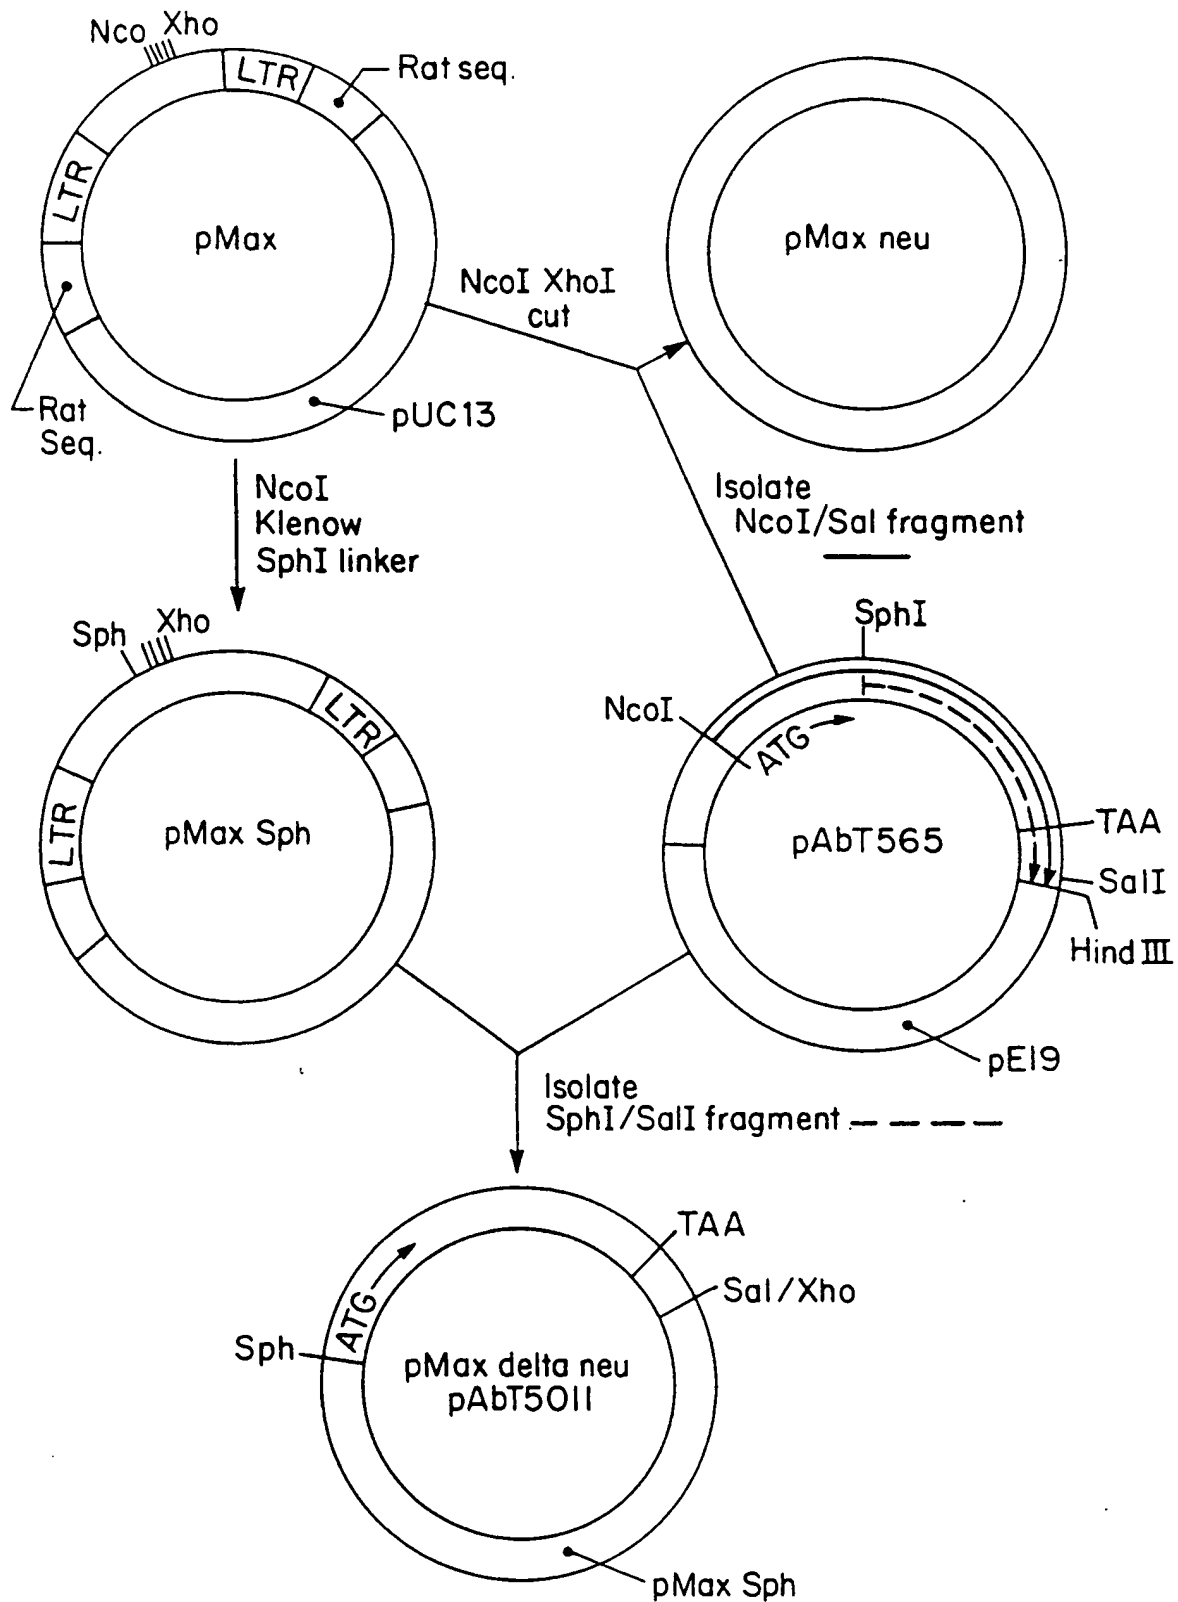 Nco Xho
LTR
Rat seq.
LTR
pMax
pMax neu
NcoI XhoI
cut
Rat
Seq.
pUC13
NcoI
Klenow
SphI linker
Isolate
NcoI/Sal fragment
Sph Xho
SphI
LTR
NcoI
ATG
LTR
pMax Sph
pAbT565
TAA
SalI
Hind III
pE19
Isolate
SphI/SalI fragment
TAA
ATG
Sal/Xho
Sph
pMax delta neu
pAbT5011
pMax Sph